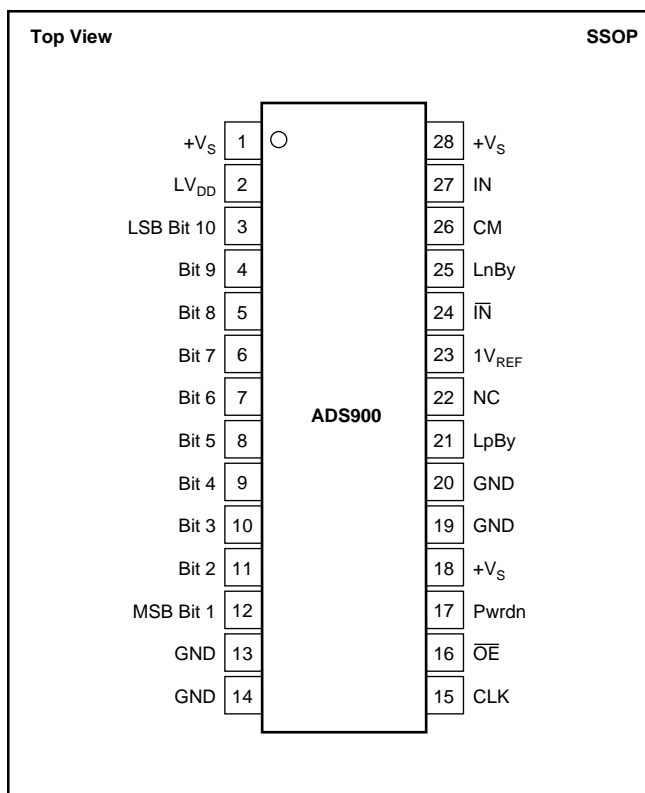 Top View SSOP
+VS 1 28 +VS
LVDD 2 27 IN
LSB Bit 10 3 26 CM
Bit 9 4 25 LnBy
Bit 8 5 24 I̅N̅
Bit 7 6 23 1VREF
Bit 6 7 22 NC
ADS900
Bit 5 8 21 LpBy
Bit 4 9 20 GND
Bit 3 10 19 GND
Bit 2 11 18 +VS
MSB Bit 1 12 17 Pwrdn
GND 13 16 O̅E̅
GND 14 15 CLK